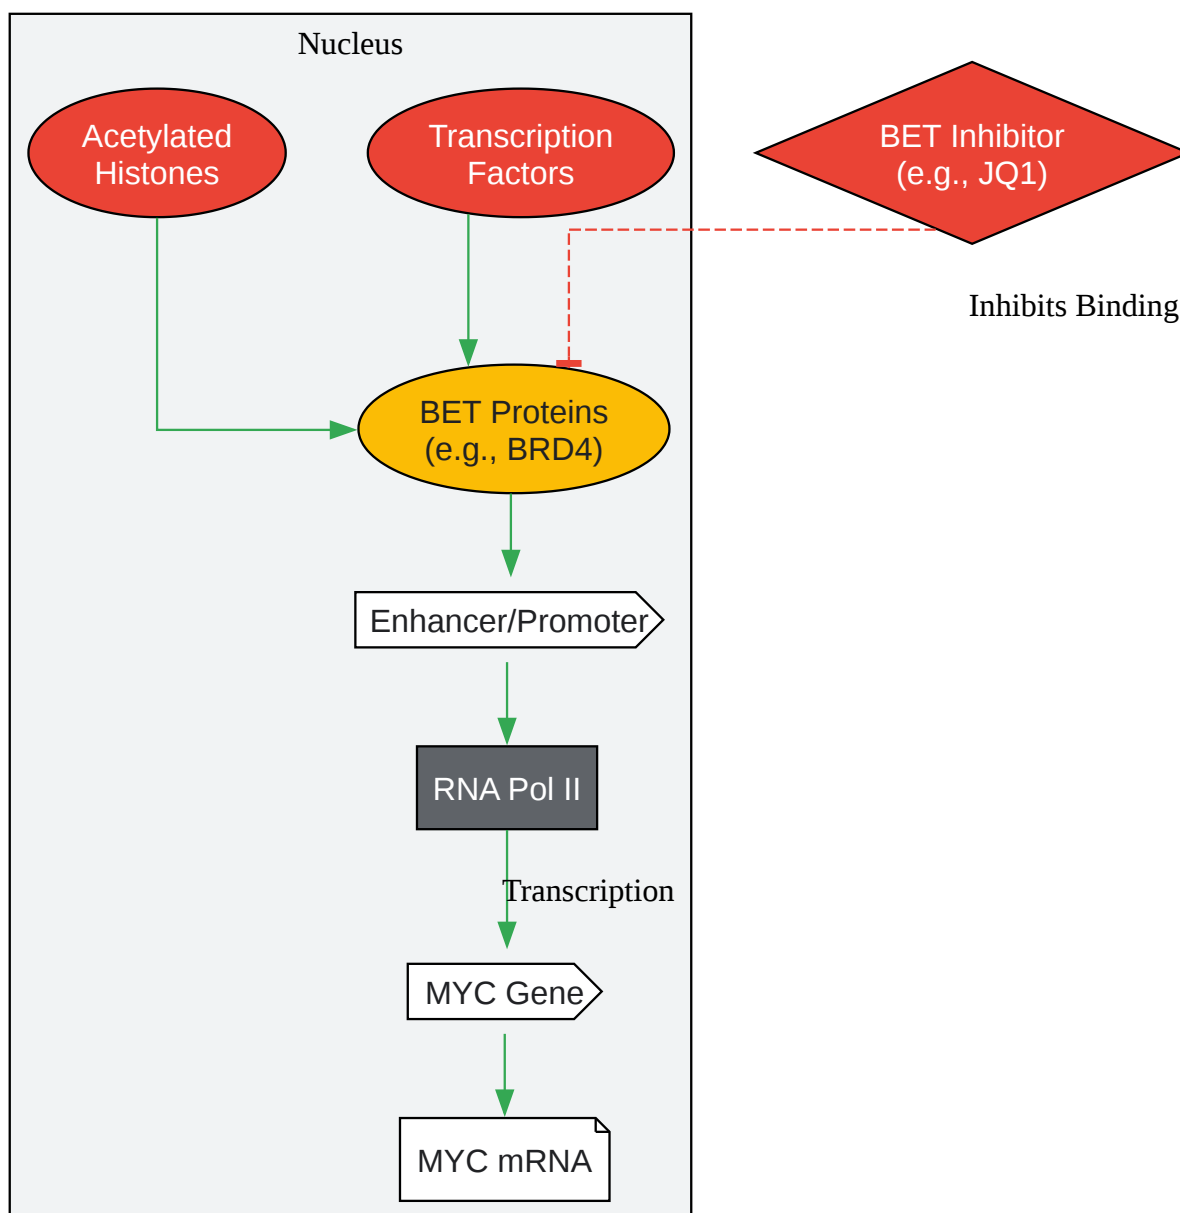 Nucleus
Acetylated
Histones
Transcription
Factors
BET Inhibitor
(e.g., JQ1)
Inhibits Binding
BET Proteins
(e.g., BRD4)
Enhancer/Promoter
RNA Pol II
Transcription
MYC Gene
MYC mRNA